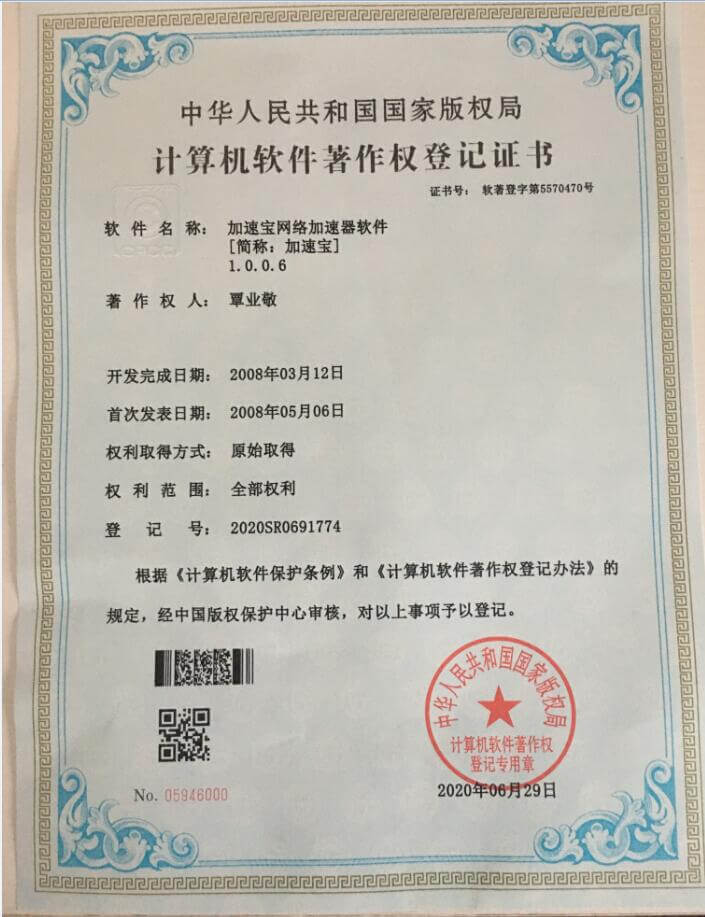 中华人民共和国国家版权局
计算机软件著作权登记证书
证书号： 软著登字第5570470号
软件名称： 加速宝网络加速器软件
[简称：加速宝]
1.0.0.6
著作权人： 覃业敬
开发完成日期： 2008年03月12日
首次发表日期： 2008年05月06日
权利取得方式： 原始取得
权利范围： 全部权利
登记号： 2020SR0691774
根据《计算机软件保护条例》和《计算机软件著作权登记办法》的
规定，经中国版权保护中心审核，对以上事项予以登记。
中华人民共和国国家版权局
计算机软件著作权
登记专用章
No. 05946000
2020年06月29日